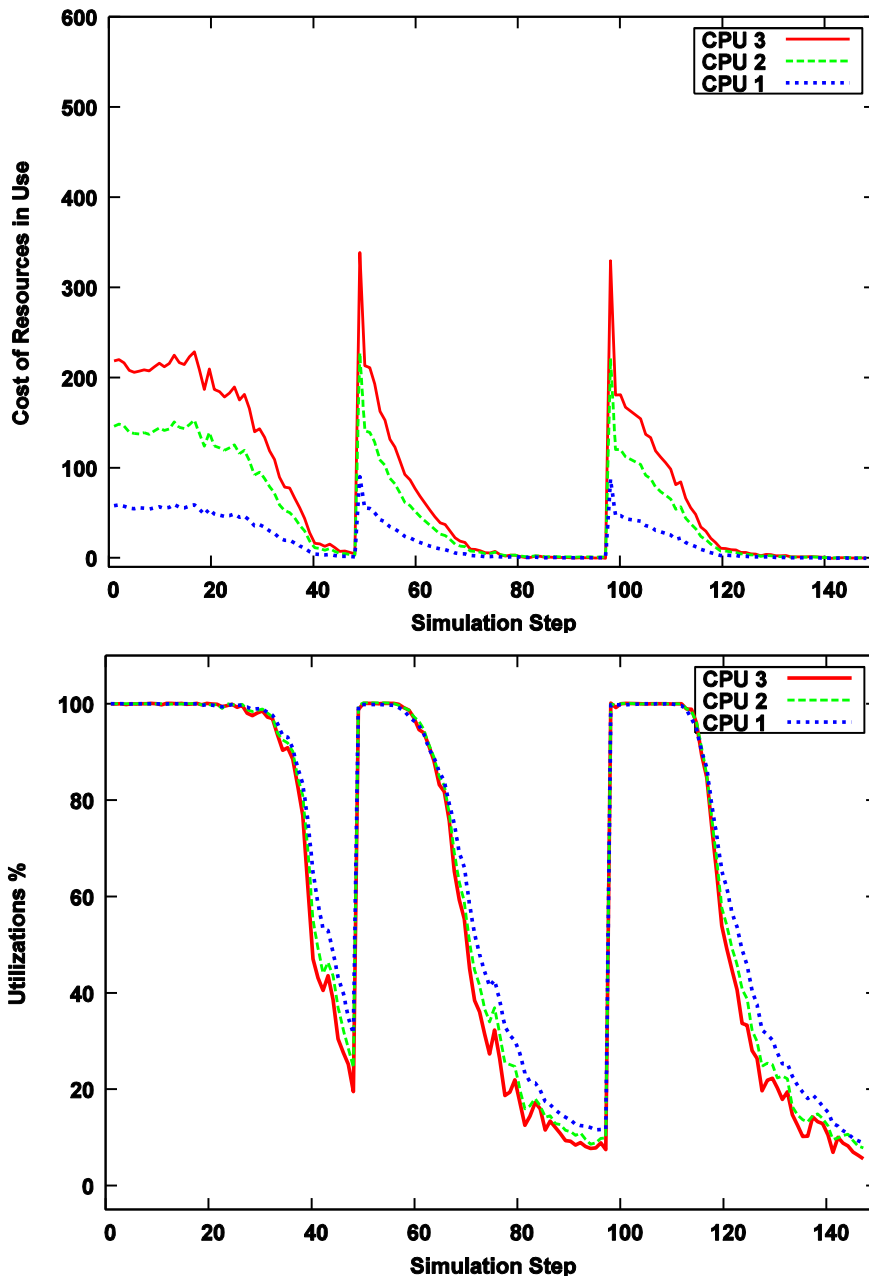 600
500
400
300
200
100
0
Cost of Resources in Use
CPU 3
CPU 2
CPU 1
0 20 40 60 80 100 120 140
Simulation Step
100
80
60
40
20
0
Utilizations %
CPU 3
CPU 2
CPU 1
0 20 40 60 80 100 120 140
Simulation Step